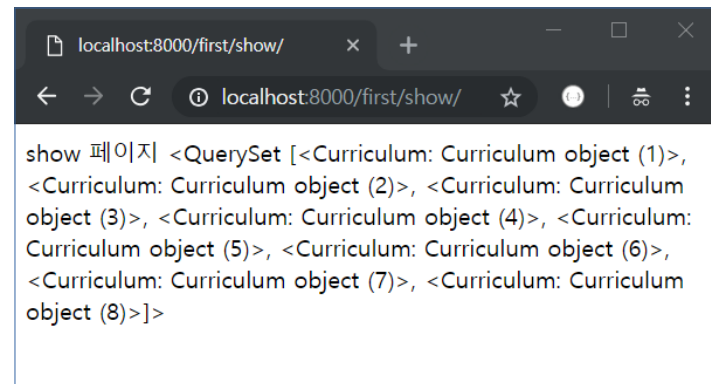 localhost:8000/first/show/
localhost:8000/first/show/
show 페이지 <QuerySet [<Curriculum: Curriculum object (1)>,
<Curriculum: Curriculum object (2)>, <Curriculum: Curriculum
object (3)>, <Curriculum: Curriculum object (4)>, <Curriculum:
Curriculum object (5)>, <Curriculum: Curriculum object (6)>,
<Curriculum: Curriculum object (7)>, <Curriculum: Curriculum
object (8)>]>